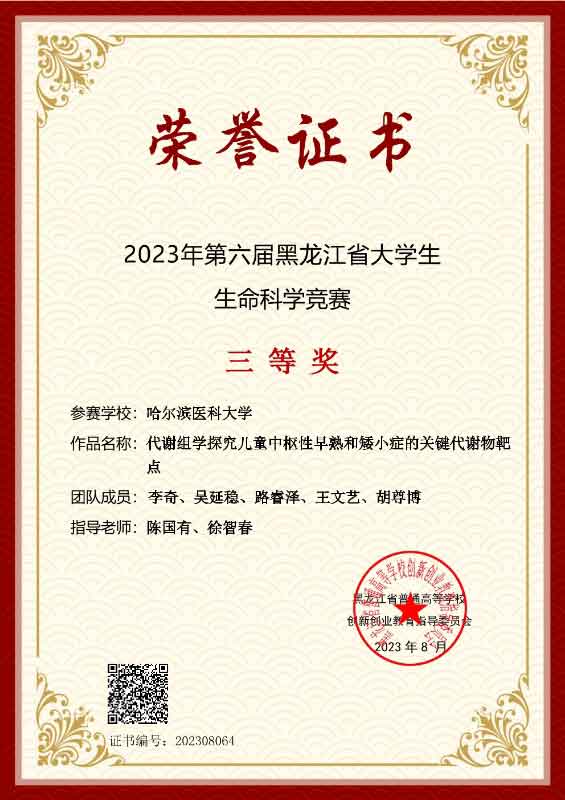 荣誉证书
2023年第六届黑龙江省大学生
生命科学竞赛
三等奖
参赛学校：哈尔滨医科大学
作品名称：代谢组学探究儿童中枢性早熟和矮小症的关键代谢物靶
点
团队成员：李奇、吴延稳、路睿泽、王文艺、胡尊博
指导老师：陈国有、徐智春
黑龙江省普通高等学校
创新创业教育指导委员会
2023年8月
证书编号：202308064